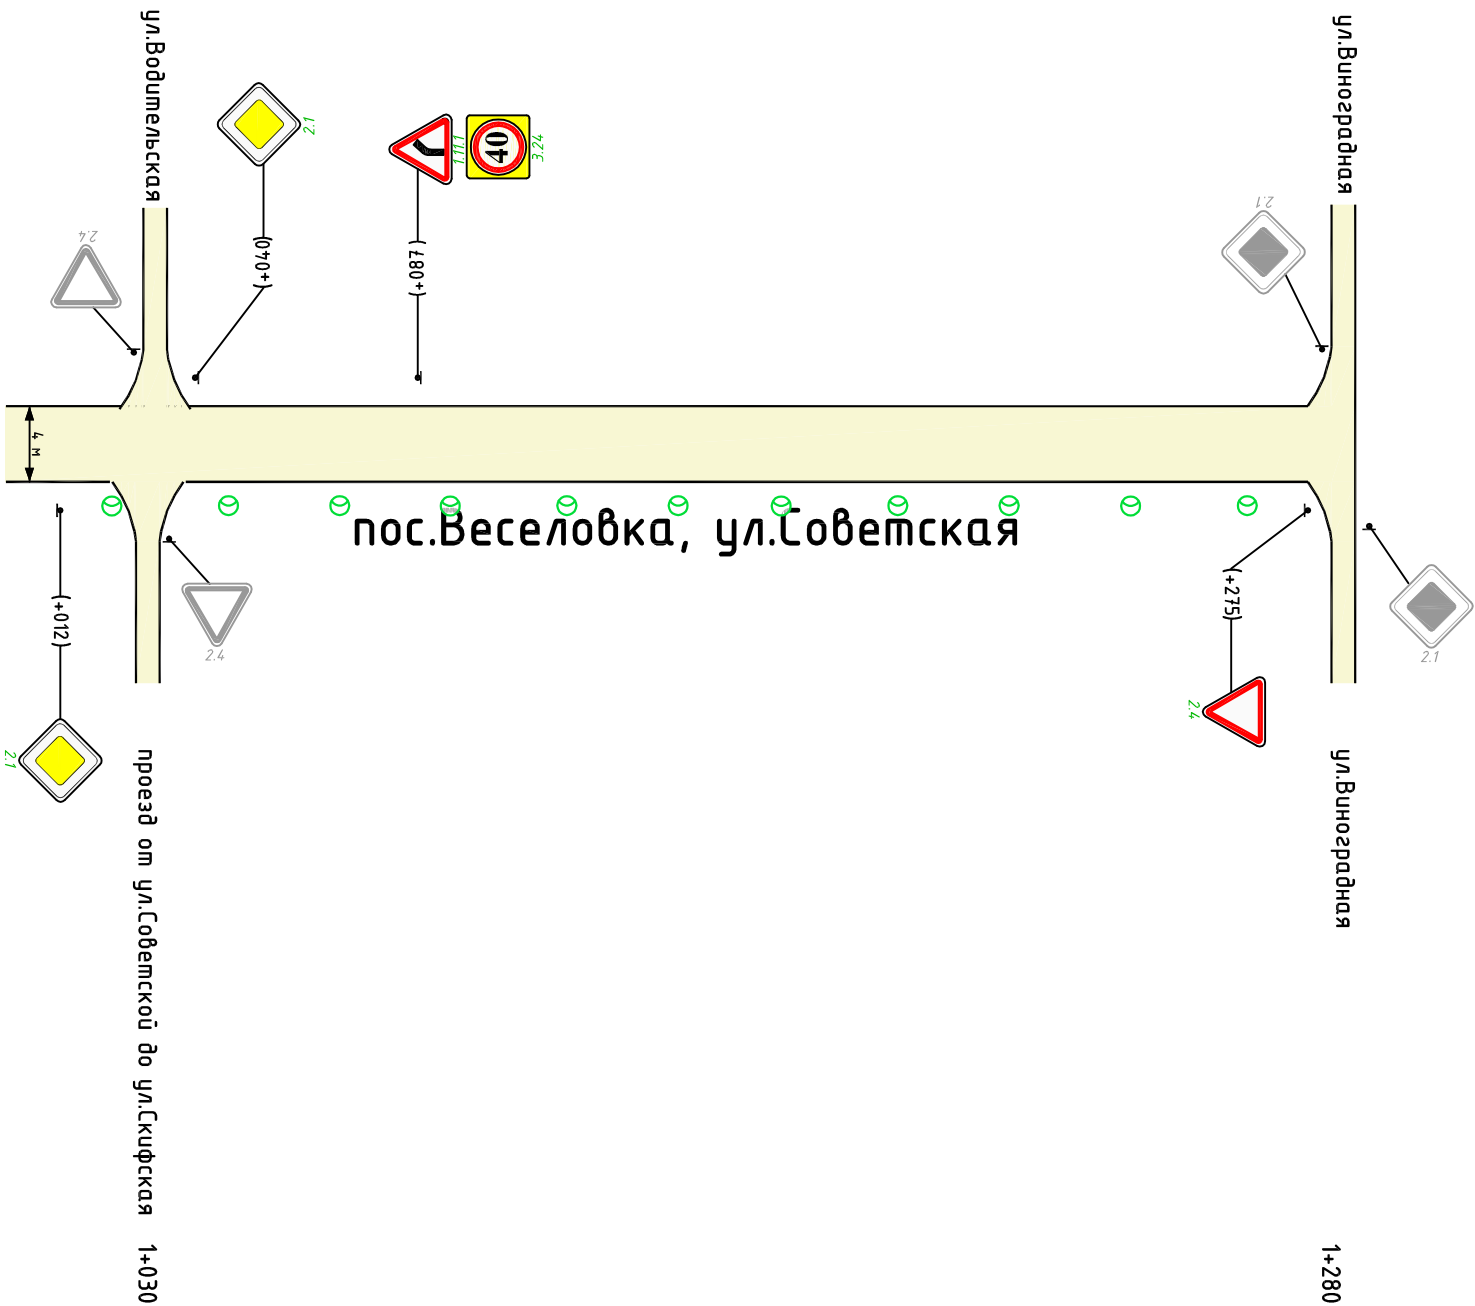 ул.Водительская
ул.Виноградная
2.1
1.11.1
40
3.24
2.4
2.1
(+040)
(+087)
4 м
пос.Веселовка, ул.Советская
(+012)
2.4
(+275)
2.1
2.4
2.1
проезд от ул.Советской до ул.Скифская
ул.Виноградная
1+030
1+280